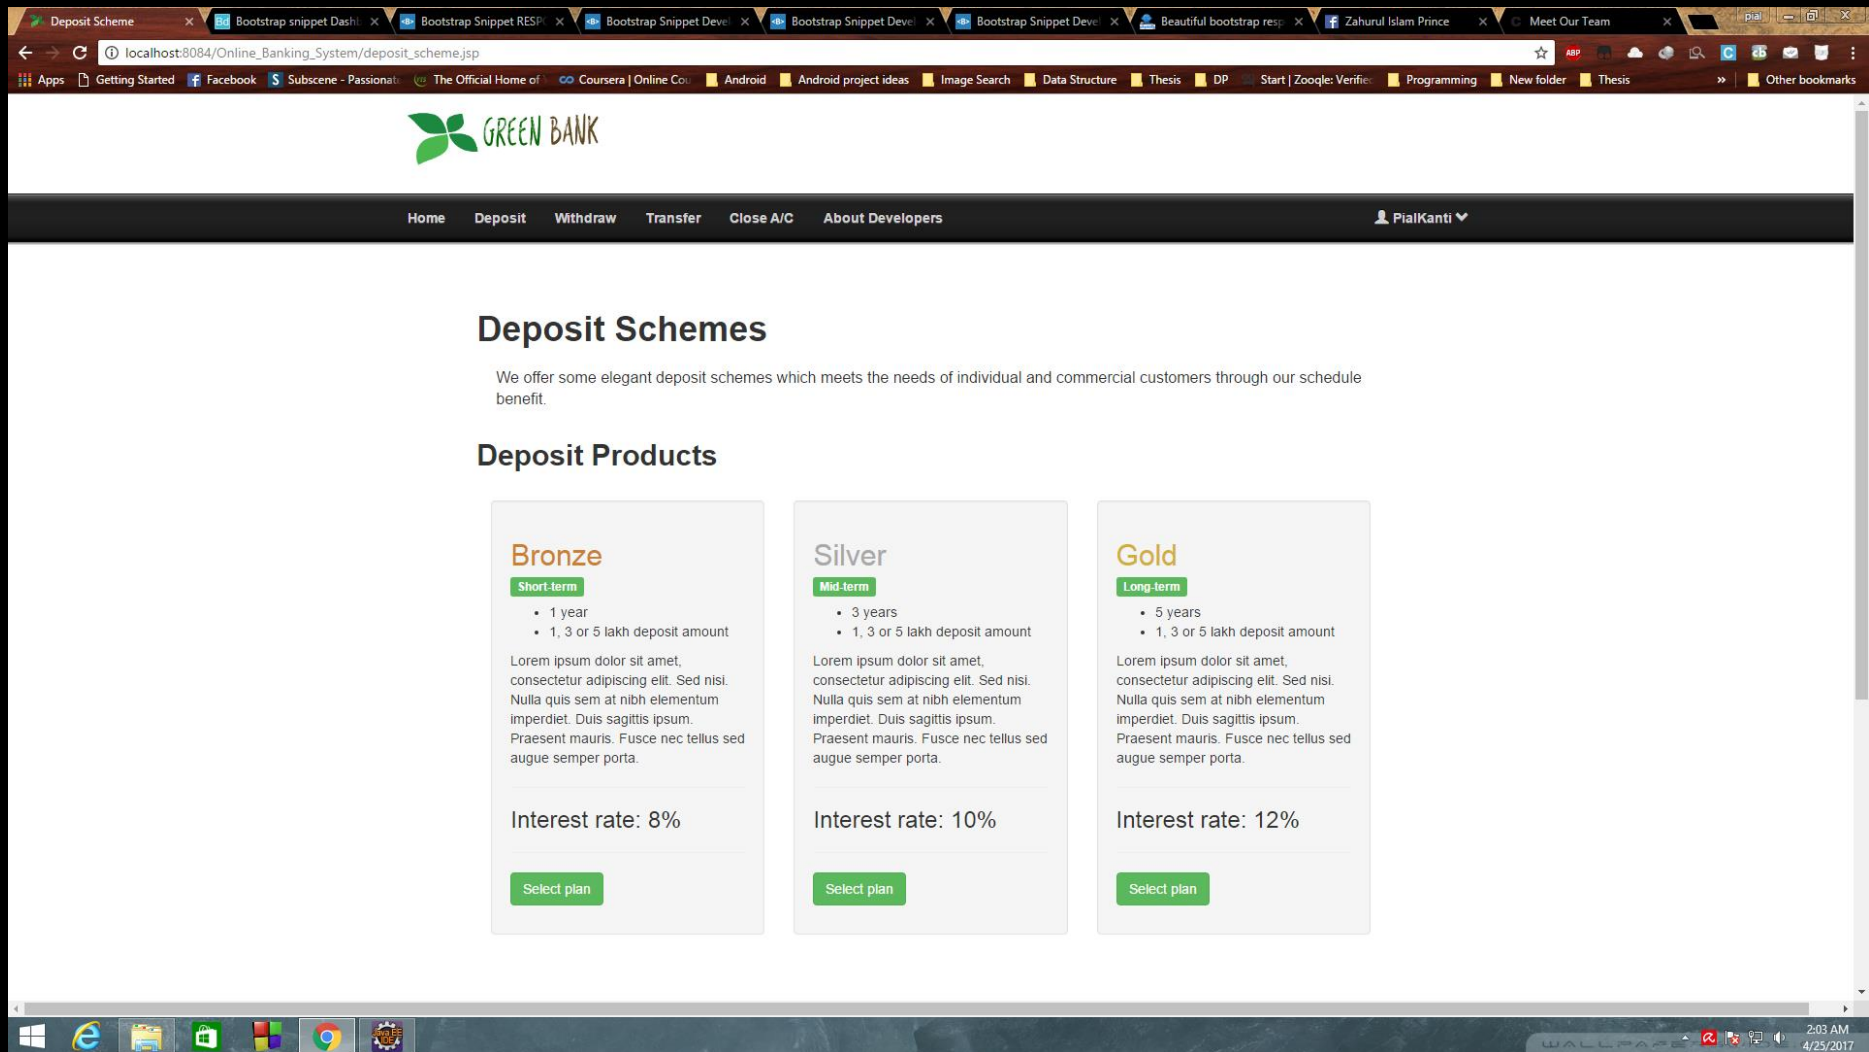 Deposit Scheme
Bootstrap snippet Dashb
Bootstrap Snippet RESPO
Bootstrap Snippet Devel
Bootstrap Snippet Devel
Bootstrap Snippet Devel
Beautiful bootstrap resp
Zahurul Islam Prince
Meet Our Team
pial
localhost:8084/Online_Banking_System/deposit_scheme.jsp
Apps Getting Started Facebook Subscene - Passionat The Official Home of Coursera | Online Cou Android Android project ideas Image Search Data Structure Thesis DP Start | Zooqle: Verifie Programming New folder Thesis » Other bookmarks
GREEN BANK
Home Deposit Withdraw Transfer Close A/C About Developers PialKanti
Deposit Schemes
We offer some elegant deposit schemes which meets the needs of individual and commercial customers through our schedule
benefit.
Deposit Products
Bronze
Short-term
• 1 year
• 1, 3 or 5 lakh deposit amount
Lorem ipsum dolor sit amet,
consectetur adipiscing elit. Sed nisi.
Nulla quis sem at nibh elementum
imperdiet. Duis sagittis ipsum.
Praesent mauris. Fusce nec tellus sed
augue semper porta.
Interest rate: 8%
Select plan
Silver
Mid-term
• 3 years
• 1, 3 or 5 lakh deposit amount
Lorem ipsum dolor sit amet,
consectetur adipiscing elit. Sed nisi.
Nulla quis sem at nibh elementum
imperdiet. Duis sagittis ipsum.
Praesent mauris. Fusce nec tellus sed
augue semper porta.
Interest rate: 10%
Select plan
Gold
Long-term
• 5 years
• 1, 3 or 5 lakh deposit amount
Lorem ipsum dolor sit amet,
consectetur adipiscing elit. Sed nisi.
Nulla quis sem at nibh elementum
imperdiet. Duis sagittis ipsum.
Praesent mauris. Fusce nec tellus sed
augue semper porta.
Interest rate: 12%
Select plan
Java EE
IDE
2:03 AM
4/25/2017